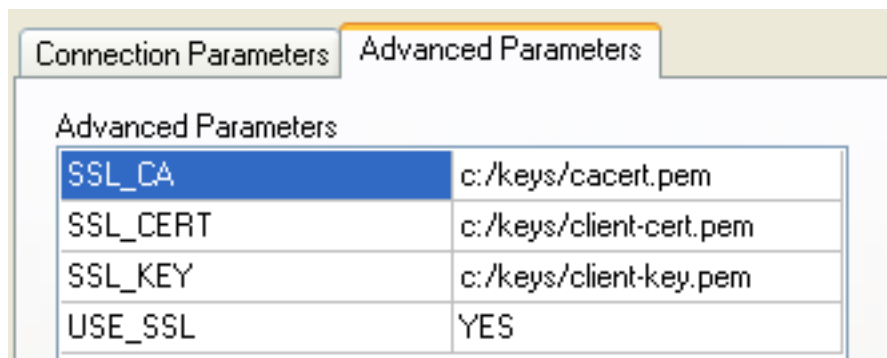 Connection Parameters Advanced Parameters
Advanced Parameters
SSL_CA c:/keys/cacert.pem
SSL_CERT c:/keys/client-cert.pem
SSL_KEY c:/keys/client-key.pem
USE_SSL YES